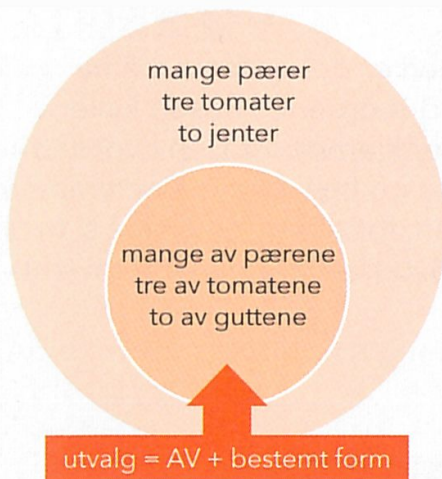 mange pærer
tre tomater
to jenter
mange av pærene
tre av tomatene
to av guttene
utvalg = AV + bestemt form